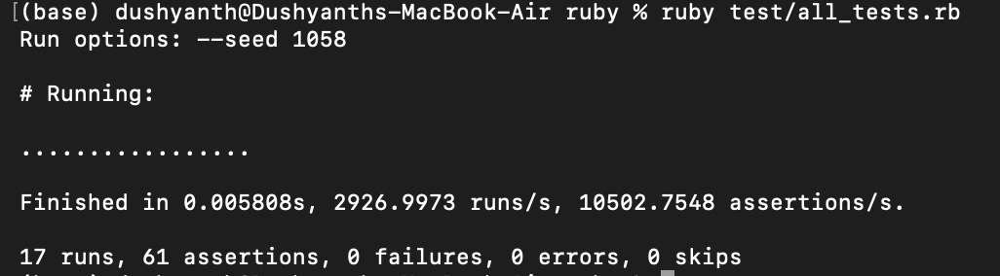 [(base) dushyanth@Dushyanths-MacBook-Air ruby % ruby test/all_tests.rb
Run options: --seed 1058
# Running:
.................
Finished in 0.005808s, 2926.9973 runs/s, 10502.7548 assertions/s.
17 runs, 61 assertions, 0 failures, 0 errors, 0 skips